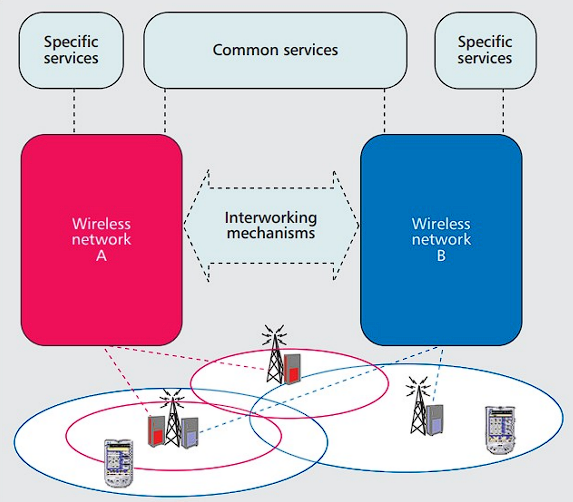 Specific
services
Common services
Specific
services
Wireless
network
A
Interworking
mechanisms
Wireless
network
B